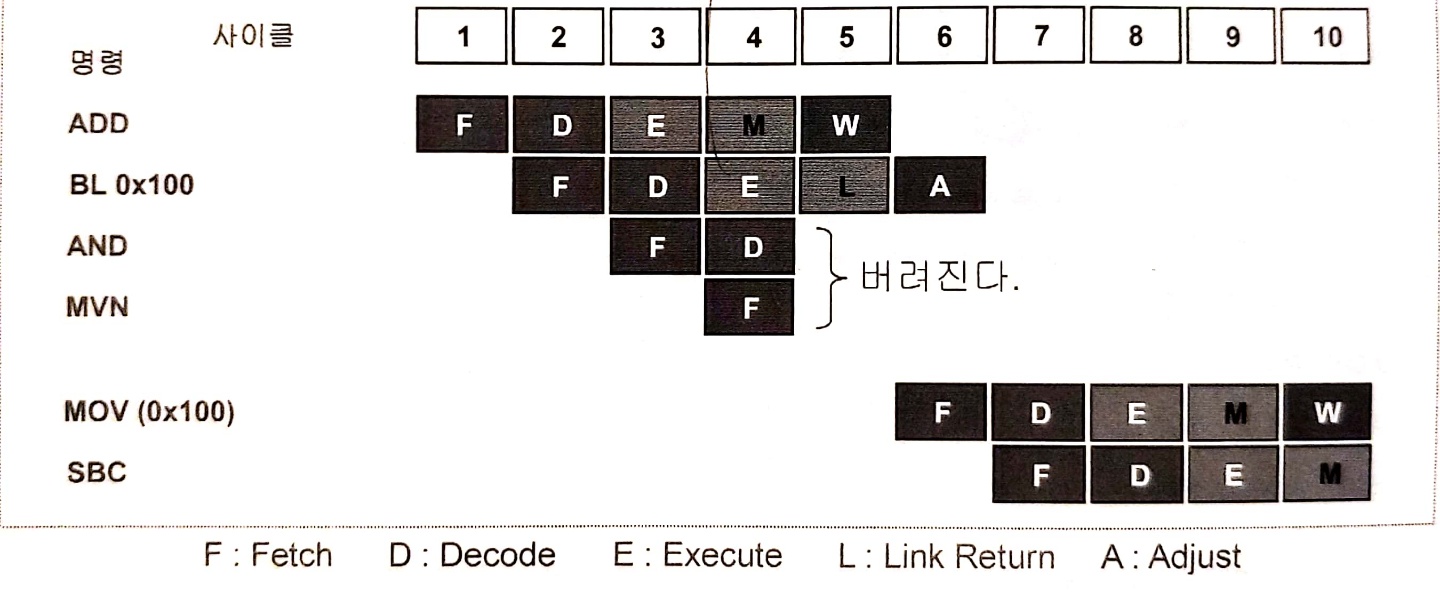 사이클 1 2 3 4 5 6 7 8 9 10
명령
ADD F D E M W
BL 0x100 F D E L A
AND F D
버려진다.
MVN F
MOV (0x100) F D E M W
SBC F D E M
F : Fetch D : Decode E : Execute L : Link Return A : Adjust